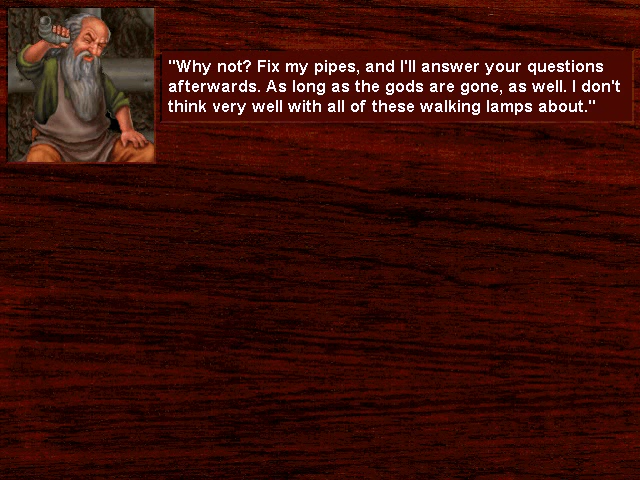 "Why not? Fix my pipes, and I'll answer your questions
afterwards. As long as the gods are gone, as well. I don't
think very well with all of these walking lamps about."